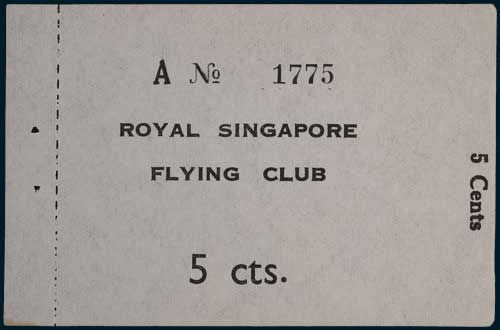 A № 1775
ROYAL SINGAPORE
FLYING CLUB
5 cts.
5 Cents